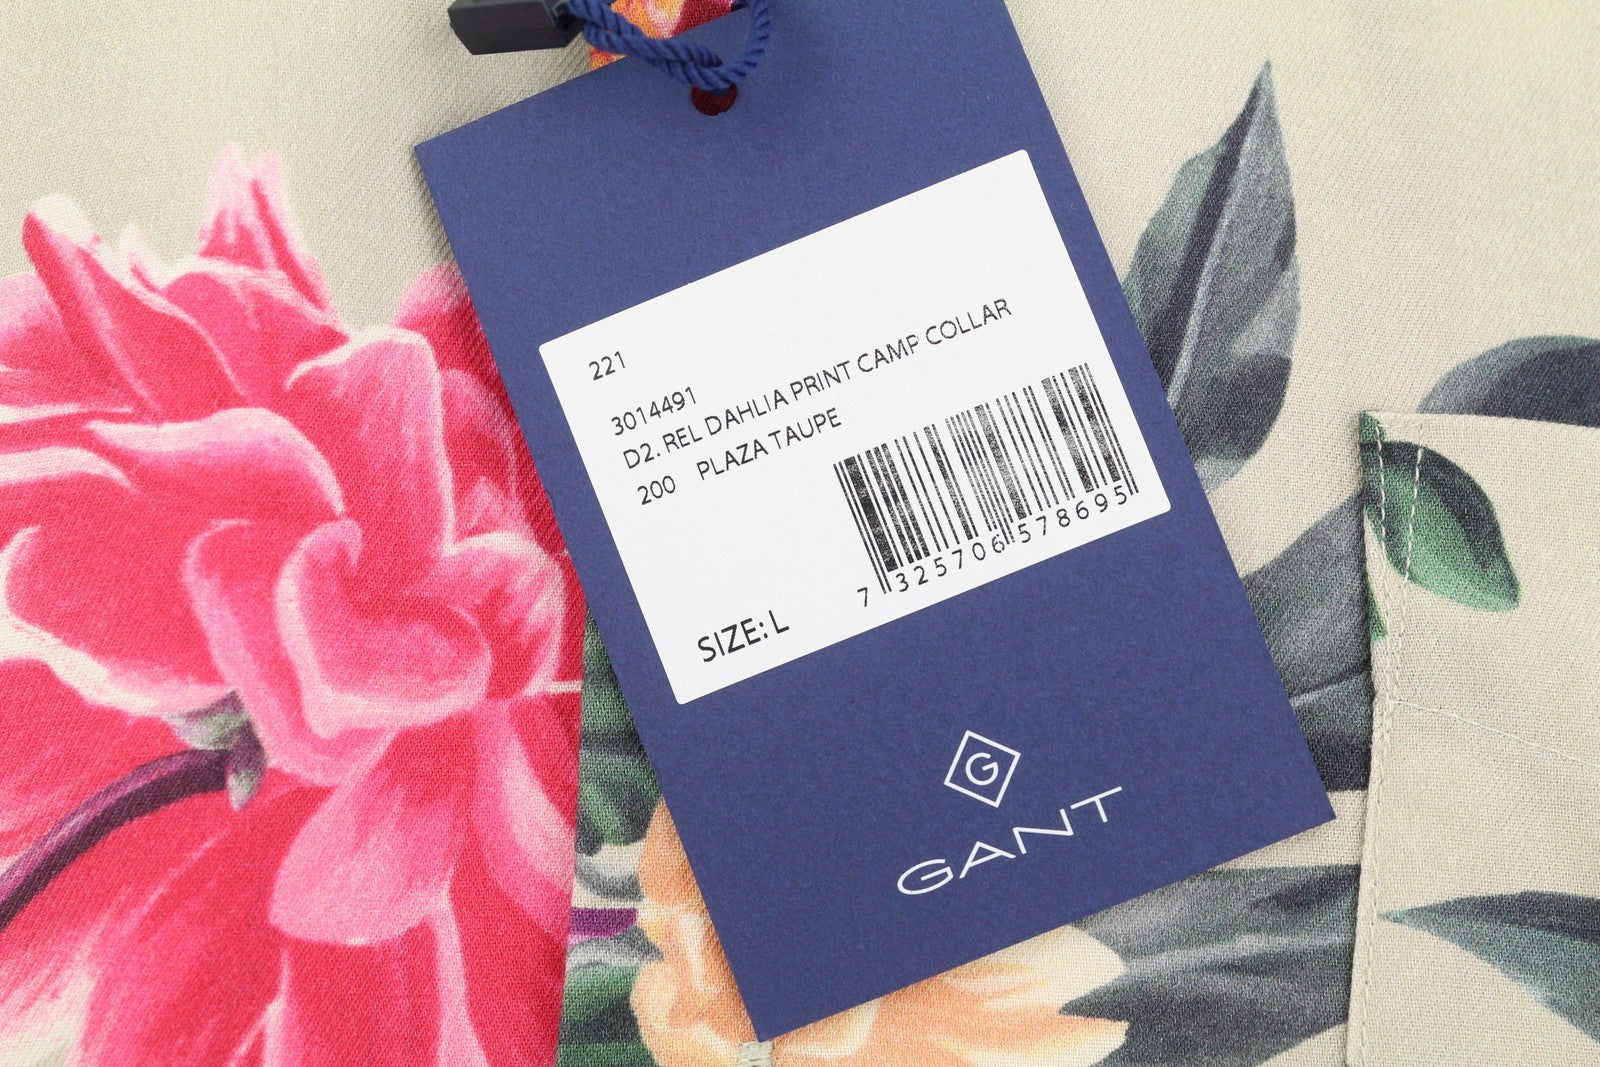 221
3014491
D2. REL DAHLIA PRINT CAMP COLLAR
200 PLAZA TAUPE
7 325706 578695
SIZE: L
G
GANT